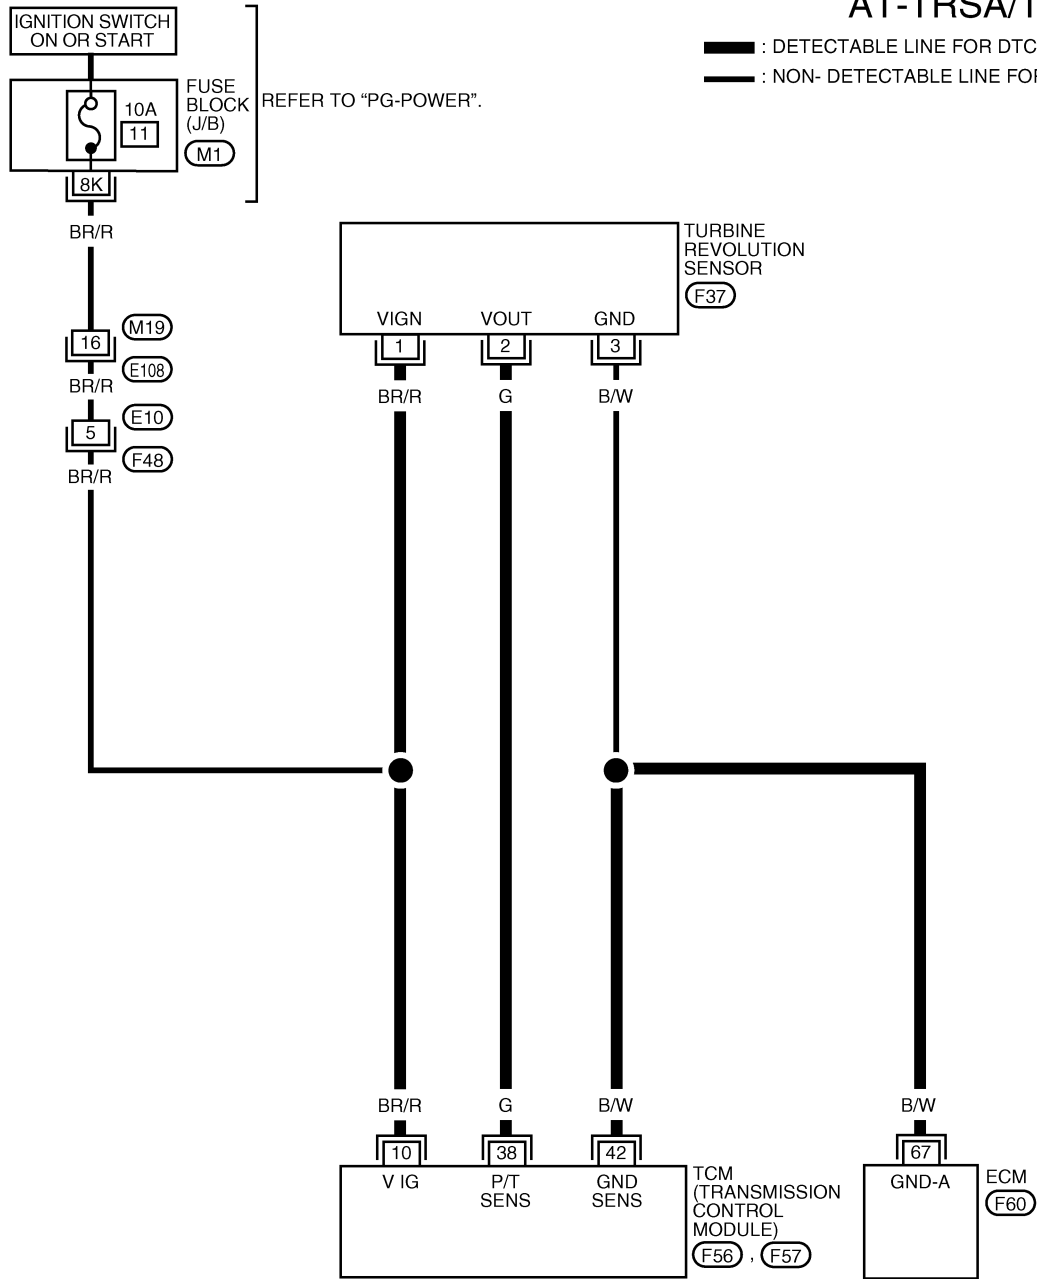 AT-TRSA/T
: DETECTABLE LINE FOR DTC
: NON- DETECTABLE LINE FOR
IGNITION SWITCH
ON OR START
10A
11
FUSE
BLOCK
(J/B)
M1
REFER TO “PG-POWER”.
8K
BR/R
16
M19
E108
BR/R
5
E10
F48
BR/R
TURBINE
REVOLUTION
SENSOR
F37
VIGN VOUT GND
1 2 3
BR/R G B/W
BR/R G B/W B/W
10 38 42 67
V IG
P/T
SENS
GND
SENS
TCM
(TRANSMISSION
CONTROL
MODULE)
F56 , F57
GND-A
ECM
F60